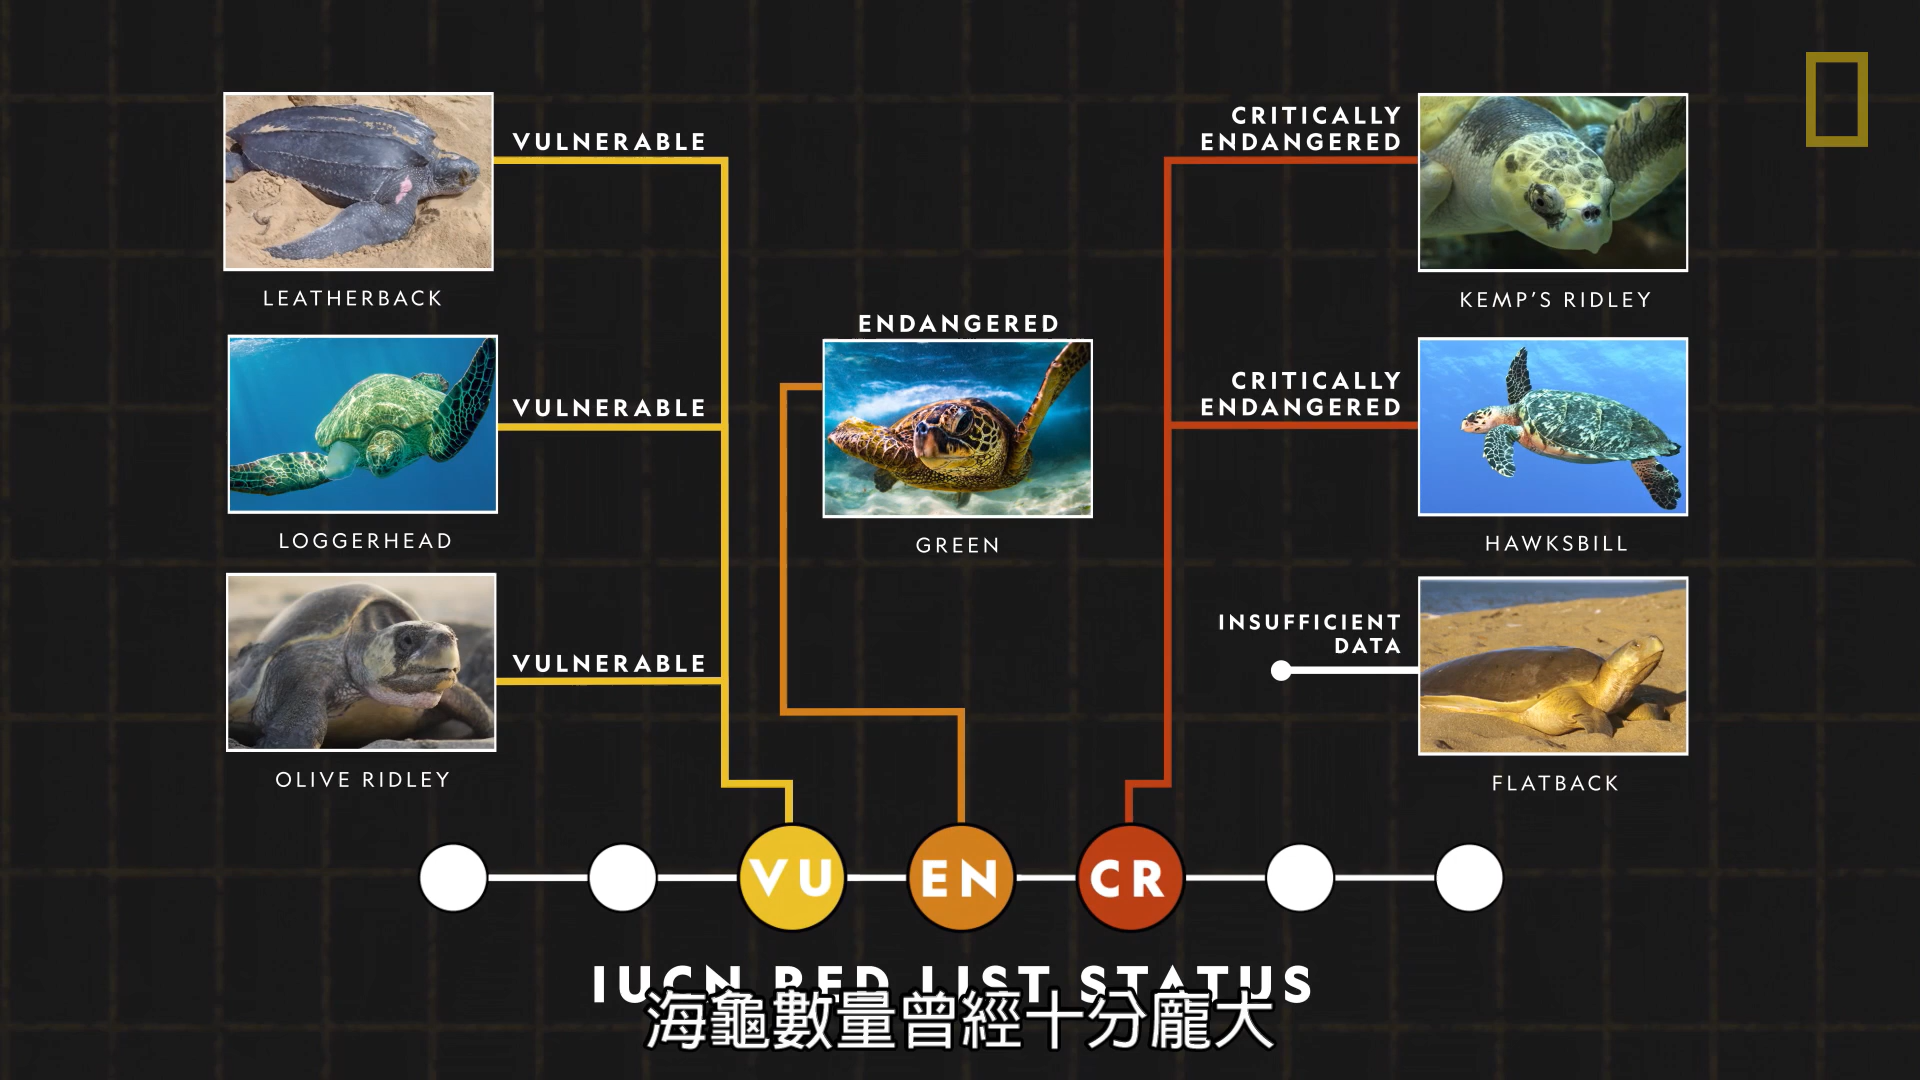 VULNERABLE
LEATHERBACK
VULNERABLE
LOGGERHEAD
VULNERABLE
OLIVE RIDLEY
ENDANGERED
GREEN
CRITICALLY
ENDANGERED
KEMP'S RIDLEY
CRITICALLY
ENDANGERED
HAWKSBILL
INSUFFICIENT
DATA
FLATBACK
VU EN CR
IUCN RED LIST STATUS
海龜數量曾經十分龐大